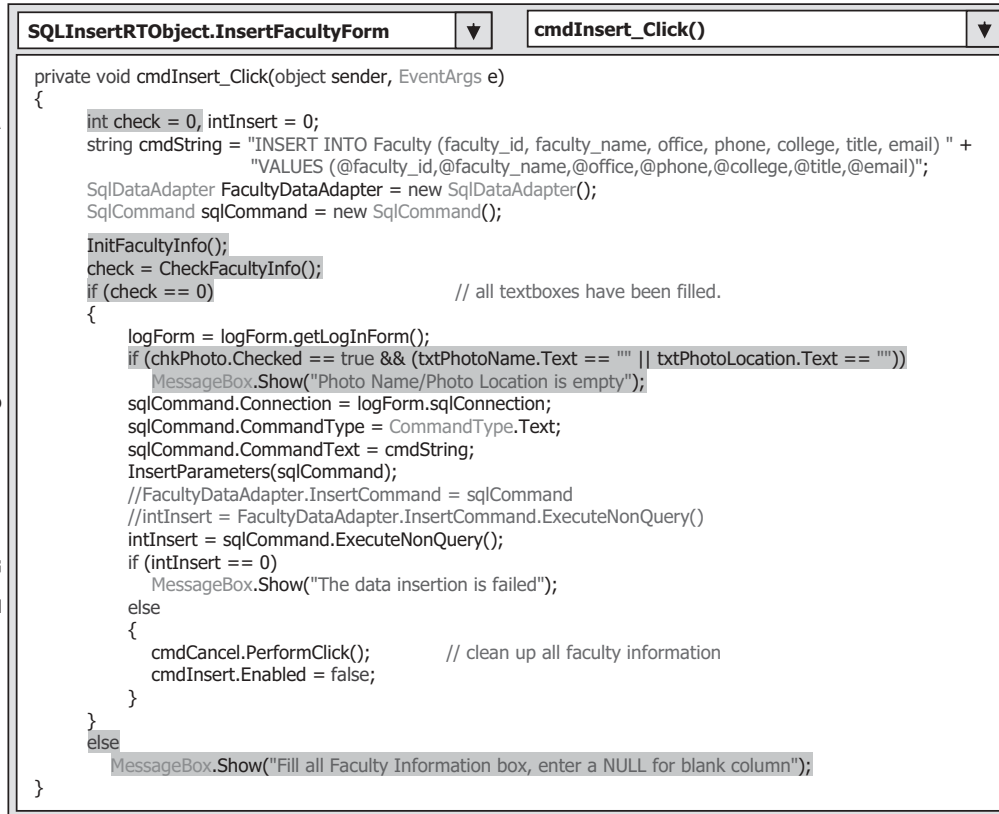 SQLInsertRTObject.InsertFacultyForm
cmdInsert_Click()
private void cmdInsert_Click(object sender, EventArgs e)
{
int check = 0, intInsert = 0;
string cmdString = "INSERT INTO Faculty (faculty_id, faculty_name, office, phone, college, title, email) " +
"VALUES (@faculty_id,@faculty_name,@office,@phone,@college,@title,@email)";
SqlDataAdapter FacultyDataAdapter = new SqlDataAdapter();
SqlCommand sqlCommand = new SqlCommand();
InitFacultyInfo();
check = CheckFacultyInfo();
if (check == 0) // all textboxes have been filled.
{
logForm = logForm.getLogInForm();
if (chkPhoto.Checked == true && (txtPhotoName.Text == "" || txtPhotoLocation.Text == ""))
MessageBox.Show("Photo Name/Photo Location is empty");
sqlCommand.Connection = logForm.sqlConnection;
sqlCommand.CommandType = CommandType.Text;
sqlCommand.CommandText = cmdString;
InsertParameters(sqlCommand);
//FacultyDataAdapter.InsertCommand = sqlCommand
//intInsert = FacultyDataAdapter.InsertCommand.ExecuteNonQuery()
intInsert = sqlCommand.ExecuteNonQuery();
if (intInsert == 0)
MessageBox.Show("The data insertion is failed");
else
{
cmdCancel.PerformClick(); // clean up all faculty information
cmdInsert.Enabled = false;
}
}
else
MessageBox.Show("Fill all Faculty Information box, enter a NULL for blank column");
}